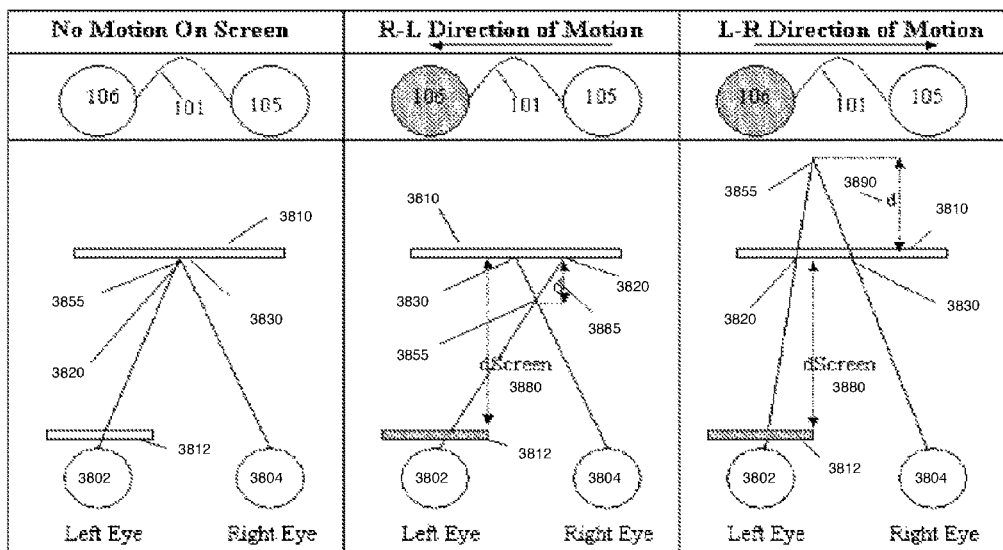 No Motion On Screen
R-L Direction of Motion
L-R Direction of Motion
106 101 105
106 101 105
106 101 105
3810
3855
3820
3830
3812
3802
3804
Left Eye Right Eye
3810
3830
3820
3885
3855
dScreen
3880
3812
3802
3804
Left Eye Right Eye
3855
3890
d
3810
3820
3830
dScreen
3880
3812
3802
3804
Left Eye Right Eye